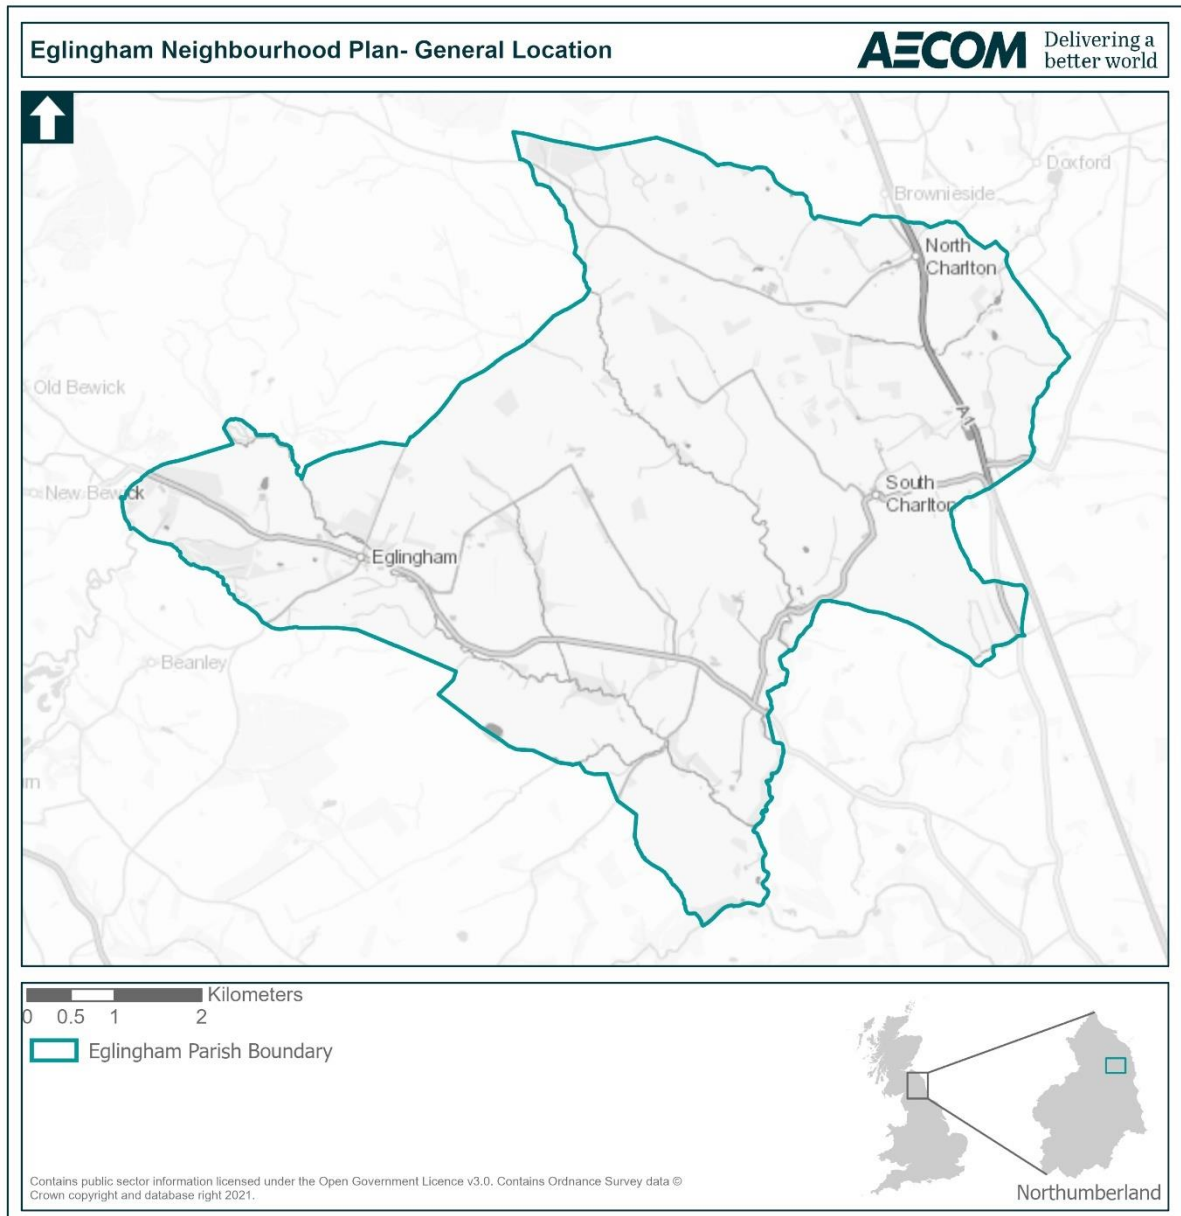 Eglingham Neighbourhood Plan- General Location
AECOM
Delivering a
better world
Doxford
Brownieside
North
Charlton
Old Bewick
A1
New Bewick
South
Charlton
Eglingham
Beanley
rn
Kilometers
0 0.5 1 2
Eglingham Parish Boundary
Contains public sector information licensed under the Open Government Licence v3.0. Contains Ordnance Survey data ©
Crown copyright and database right 2021.
Northumberland